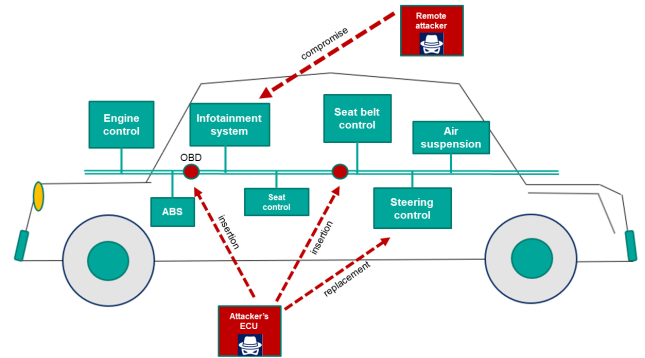 Remote
attacker
compromise
Engine
control
Infotainment
system
Seat belt
control
Air
suspension
OBD
ABS
Seat
control
Steering
control
insertion
insertion
replacement
Attacker's
ECU